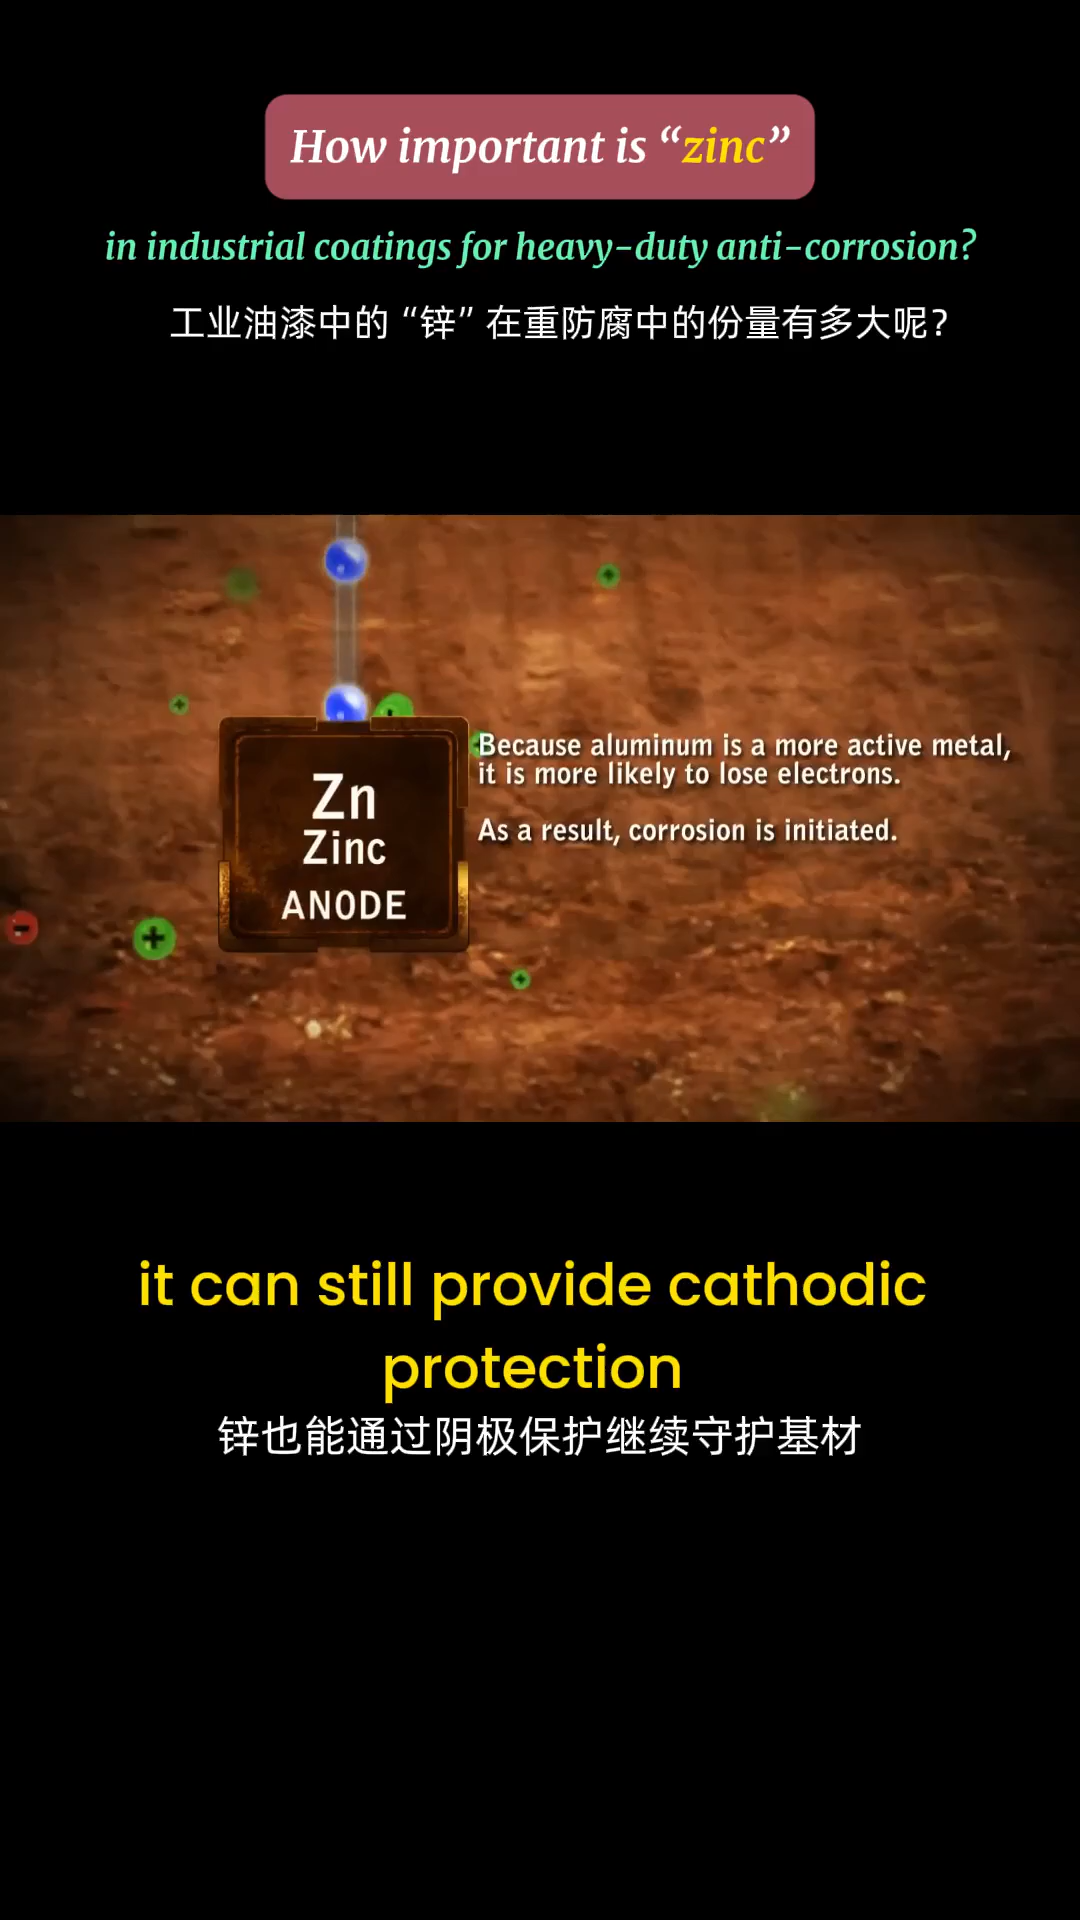 How important is “zinc”
in industrial coatings for heavy-duty anti-corrosion?
工业油漆中的“锌”在重防腐中的份量有多大呢？
Zn
Zinc
ANODE
Because aluminum is a more active metal,
it is more likely to lose electrons.
As a result, corrosion is initiated.
it can still provide cathodic
protection
锌也能通过阴极保护继续守护基材